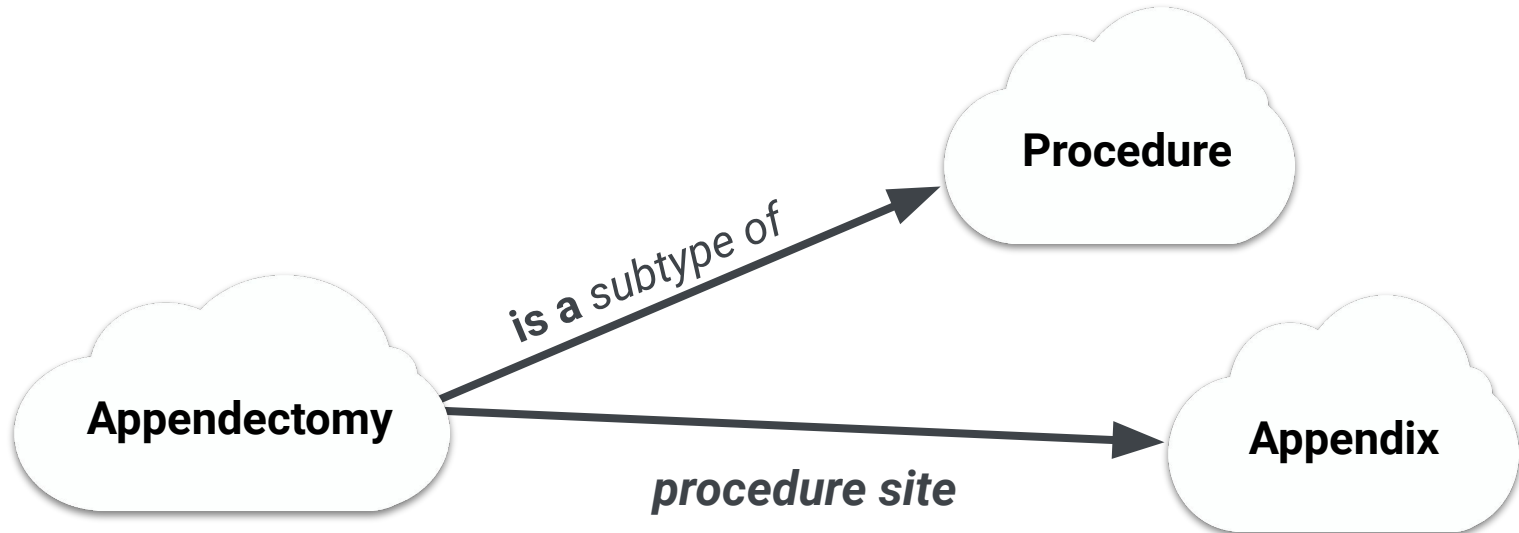 Procedure
is a subtype of
Appendectomy
Appendix
procedure site